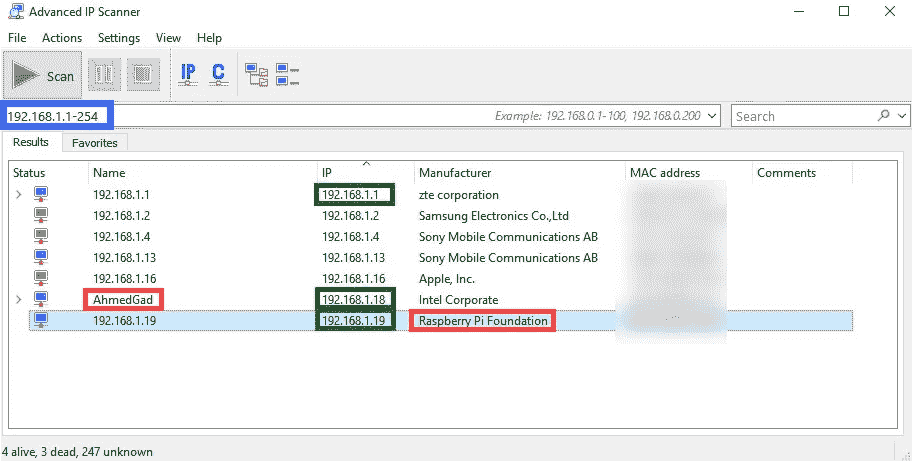 Advanced IP Scanner
File Actions Settings View Help
Scan IP C
192.168.1.1-254 Example: 192.168.0.1-100, 192.168.0.200 Search
Results Favorites
Status Name IP Manufacturer MAC address Comments
192.168.1.1 192.168.1.1 zte corporation
192.168.1.2 192.168.1.2 Samsung Electronics Co.,Ltd
192.168.1.4 192.168.1.4 Sony Mobile Communications AB
192.168.1.13 192.168.1.13 Sony Mobile Communications AB
192.168.1.16 192.168.1.16 Apple, Inc.
AhmedGad 192.168.1.18 Intel Corporate
192.168.1.19 192.168.1.19 Raspberry Pi Foundation
4 alive, 3 dead, 247 unknown